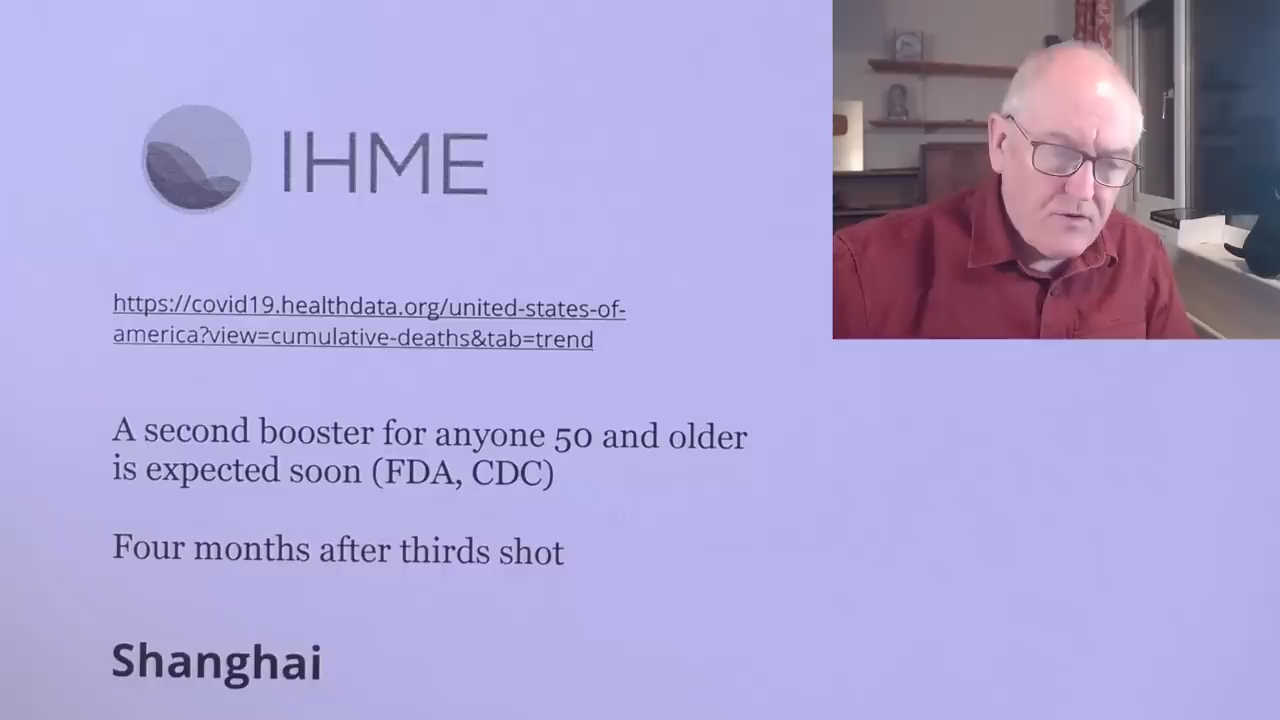 IHME
https://covid19.healthdata.org/united-states-of-
america?view=cumulative-deaths&tab=trend
A second booster for anyone 50 and older
is expected soon (FDA, CDC)
Four months after thirds shot
Shanghai